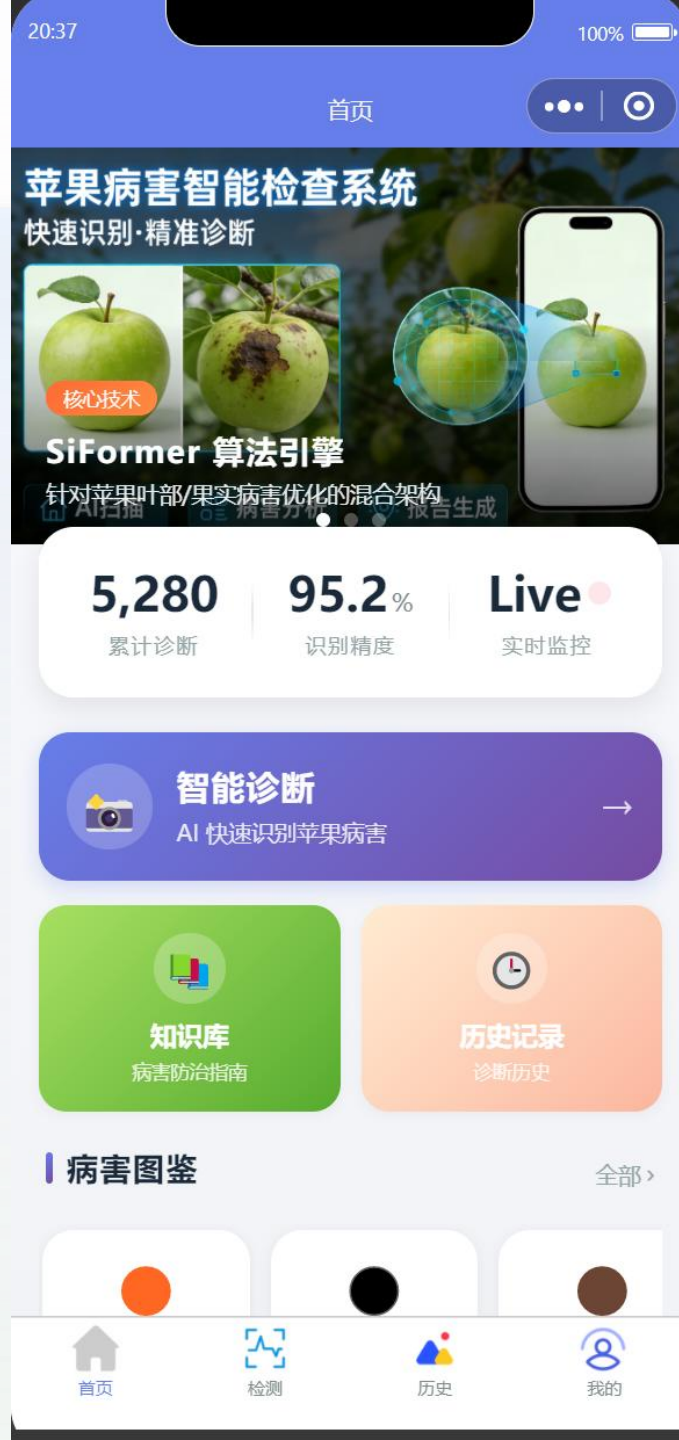 20:37
100%
首页
苹果病害智能检查系统
快速识别·精准诊断
核心技术
SiFormer 算法引擎
针对苹果叶部/果实病害优化的混合架构
AI扫描
病害分析
报告生成
5,280
95.2%
Live
累计诊断
识别精度
实时监控
智能诊断
AI 快速识别苹果病害
→
知识库
病害防治指南
历史记录
诊断历史
病害图鉴
全部 ›
首页
检测
历史
我的